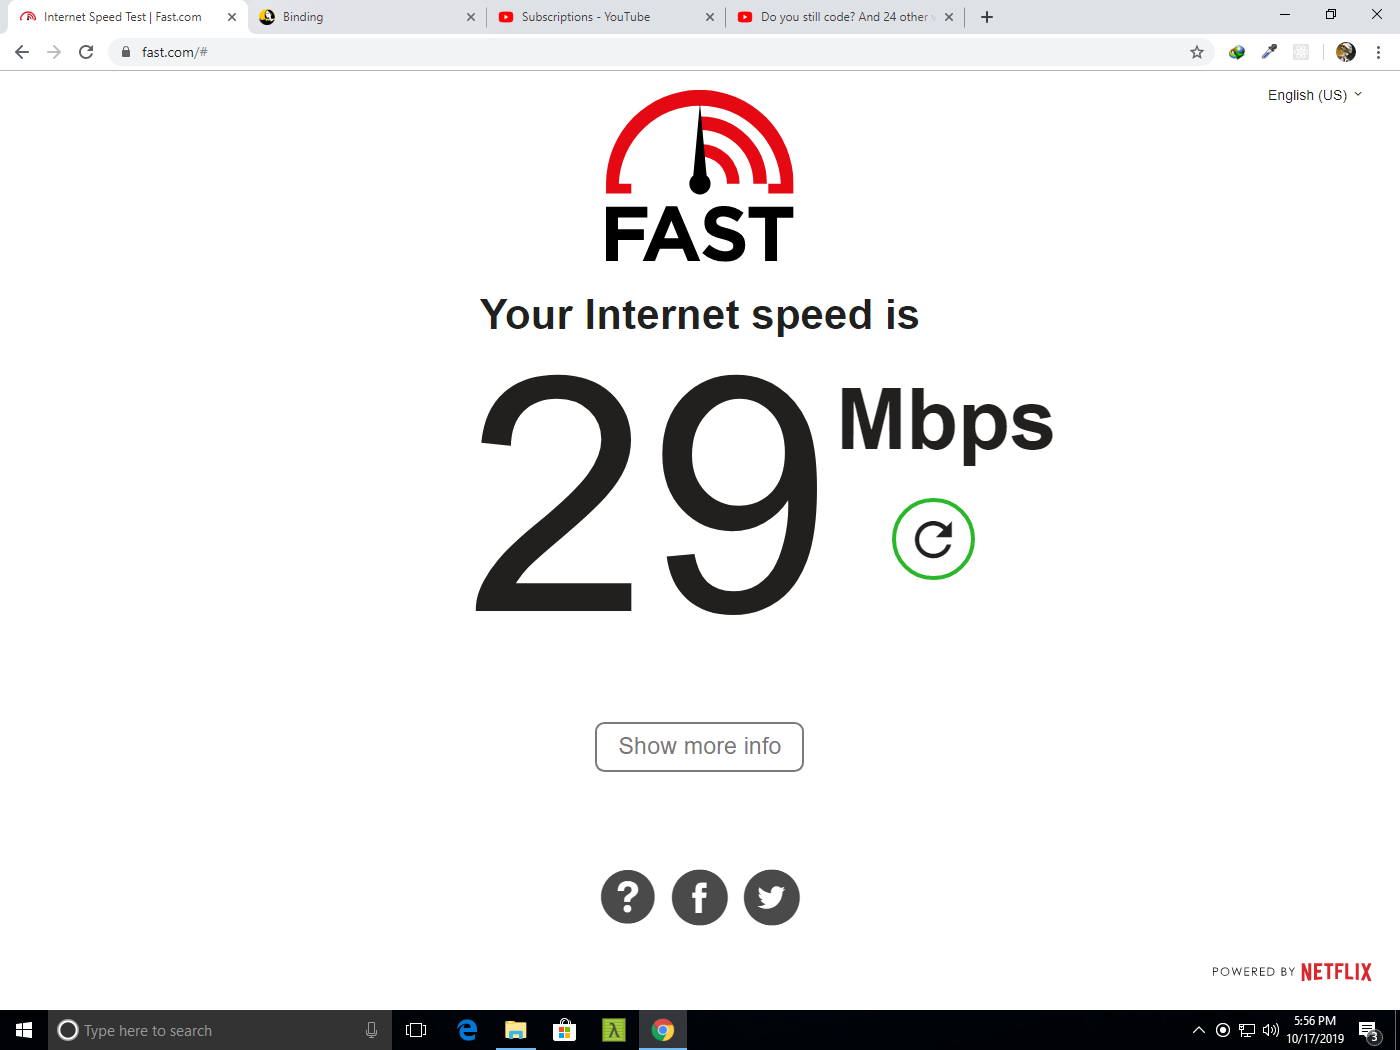 Internet Speed Test | Fast.com
Binding
Subscriptions - YouTube
Do you still code? And 24 other
fast.com/#
English (US)
FAST
Your Internet speed is
29 Mbps
Show more info
?
f
POWERED BY NETFLIX
Type here to search
5:56 PM
10/17/2019
3